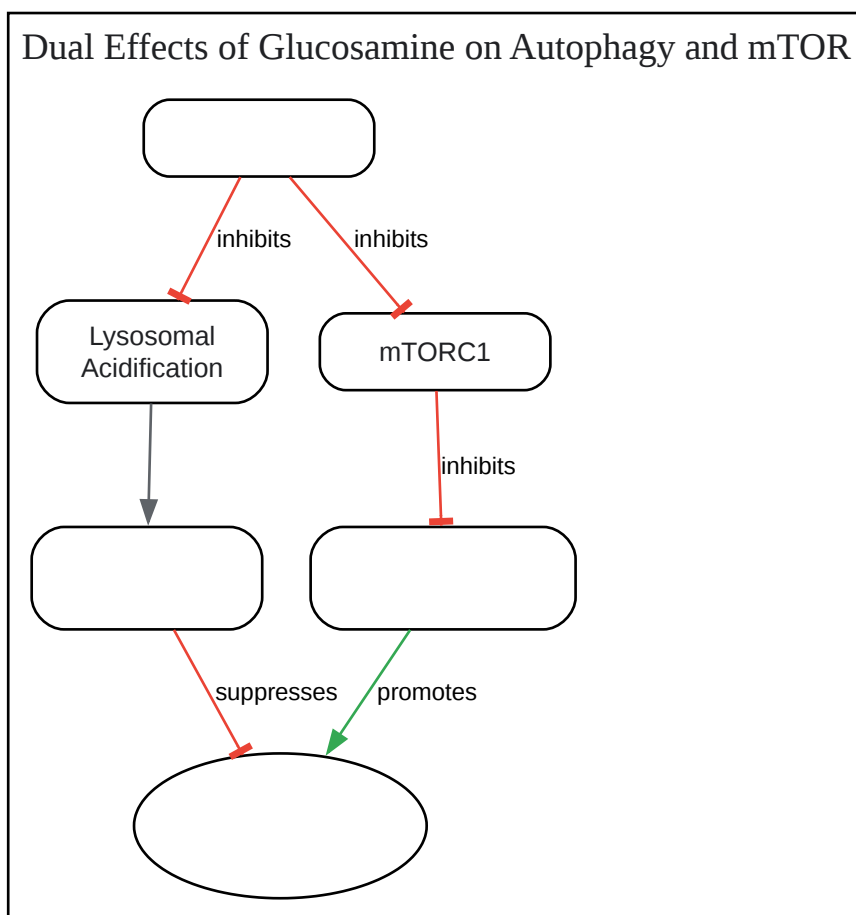 Dual Effects of Glucosamine on Autophagy and mTOR
inhibits
inhibits
Lysosomal
Acidification
mTORC1
inhibits
suppresses
promotes